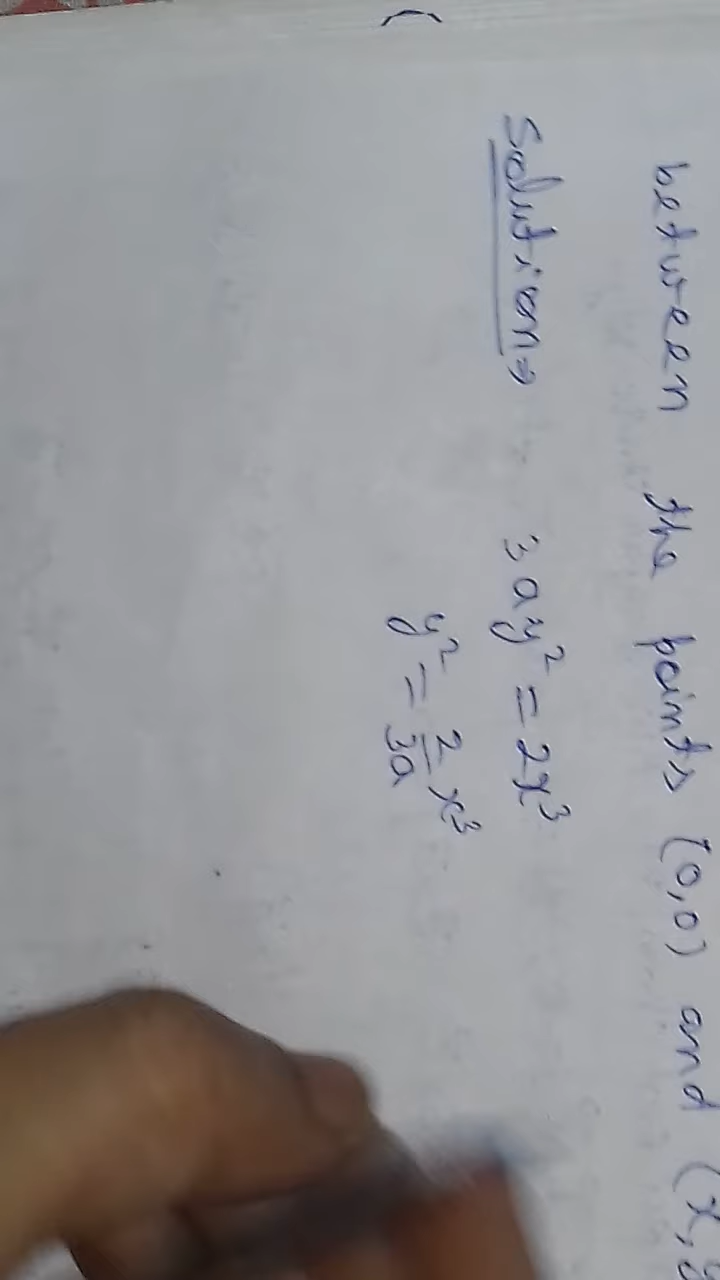 between the points (0,0) and (x,y
Solution⇒ 3ay² = 2x³
y² = 2/3a x³
(